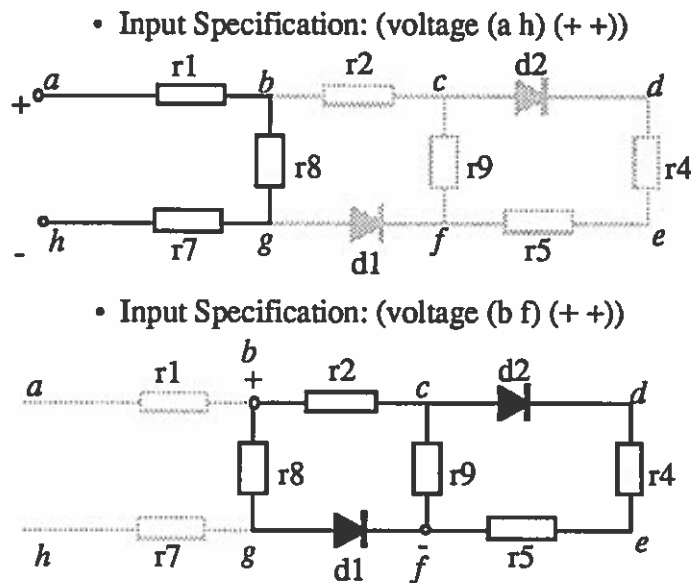 • Input Specification: (voltage (a h) (+ +))
a r1 b r2 c d2 d
+
r8 r9 r4
-
h r7 g d1 f r5 e
• Input Specification: (voltage (b f) (+ +))
a r1 b r2 c d2 d
+
r8 r9 r4
-
h r7 g d1 f r5 e